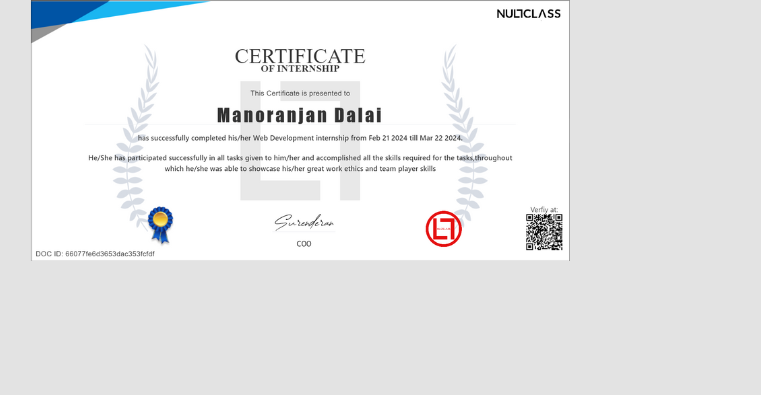 NULLCLASS
CERTIFICATE
OF INTERNSHIP
This Certificate is presented to
Manoranjan Dalai
has successfully completed his/her Web Development internship from Feb 21 2024 till Mar 22 2024.
He/She has participated successfully in all tasks given to him/her and accomplished all the skills required for the tasks,throughout
which he/she was able to showcase his/her great work ethics and team player skills
Verfiy at:
Surenderan
COO
DOC ID: 66077fe6d3653dac353fcfdf